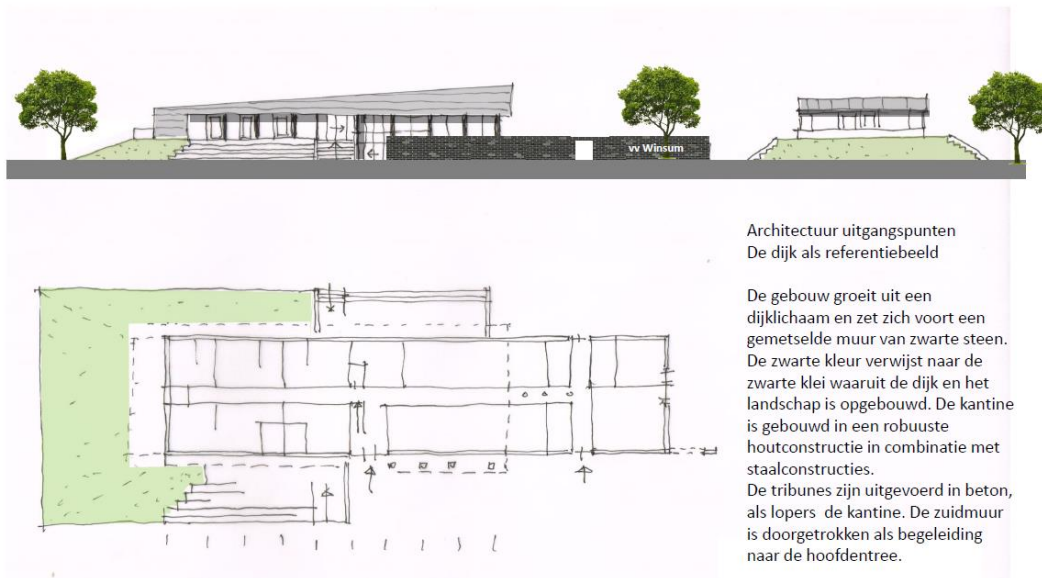 vv Winsum
Architectuur uitgangspunten
De dijk als referentiebeeld
De gebouw groeit uit een
dijklichaam en zet zich voort een
gemetselde muur van zwarte steen.
De zwarte kleur verwijst naar de
zwarte klei waaruit de dijk en het
landschap is opgebouwd. De kantine
is gebouwd in een robuuste
houtconstructie in combinatie met
staalconstructies.
De tribunes zijn uitgevoerd in beton,
als lopers  de kantine. De zuidmuur
is doorgetrokken als begeleiding
naar de hoofdentree.